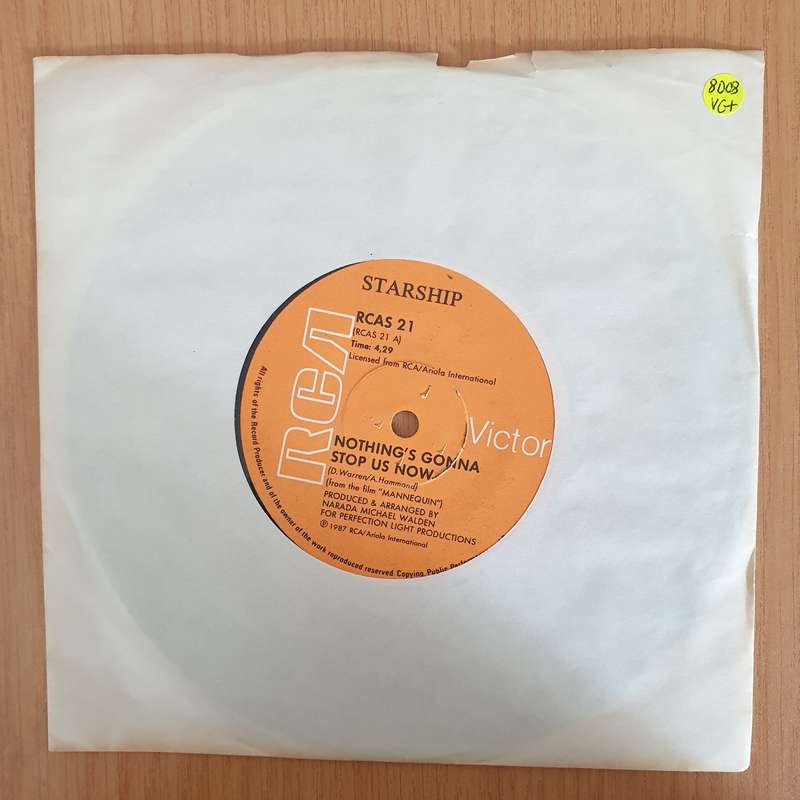 8D03
VG+
STARSHIP
RCAS 21
(RCAS 21 A)
Time: 4,29
Licensed from RCA/Ariola International
RCA
Victor
NOTHING'S GONNA
STOP US NOW
(D. Warren/A. Hammond)
(from the film "MANNEQUIN")
PRODUCED & ARRANGED BY
NARADA MICHAEL WALDEN
FOR PERFECTION LIGHT PRODUCTIONS
℗ 1987 RCA/Ariola International
All rights of the Record Producer and of the owner of the work reproduced reserved. Copying, Public